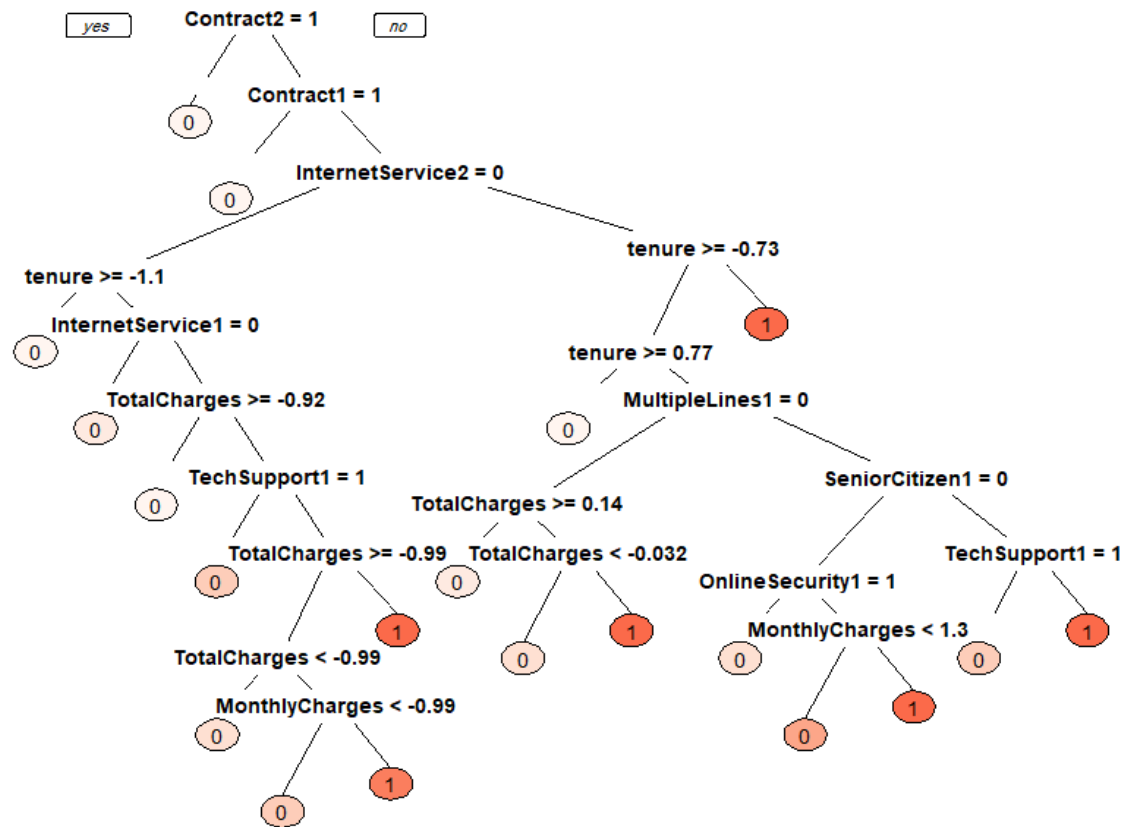 yes
Contract2 = 1
no
Contract1 = 1
0
InternetService2 = 0
0
tenure >= -0.73
tenure >= -1.1
InternetService1 = 0
1
0
tenure >= 0.77
TotalCharges >= -0.92
MultipleLines1 = 0
0
0
TechSupport1 = 1
SeniorCitizen1 = 0
0
TotalCharges >= 0.14
TotalCharges >= -0.99
TotalCharges < -0.032
TechSupport1 = 1
0
0
OnlineSecurity1 = 1
1
1
MonthlyCharges < 1.3
1
TotalCharges < -0.99
0
0
0
MonthlyCharges < -0.99
1
0
0
1
0